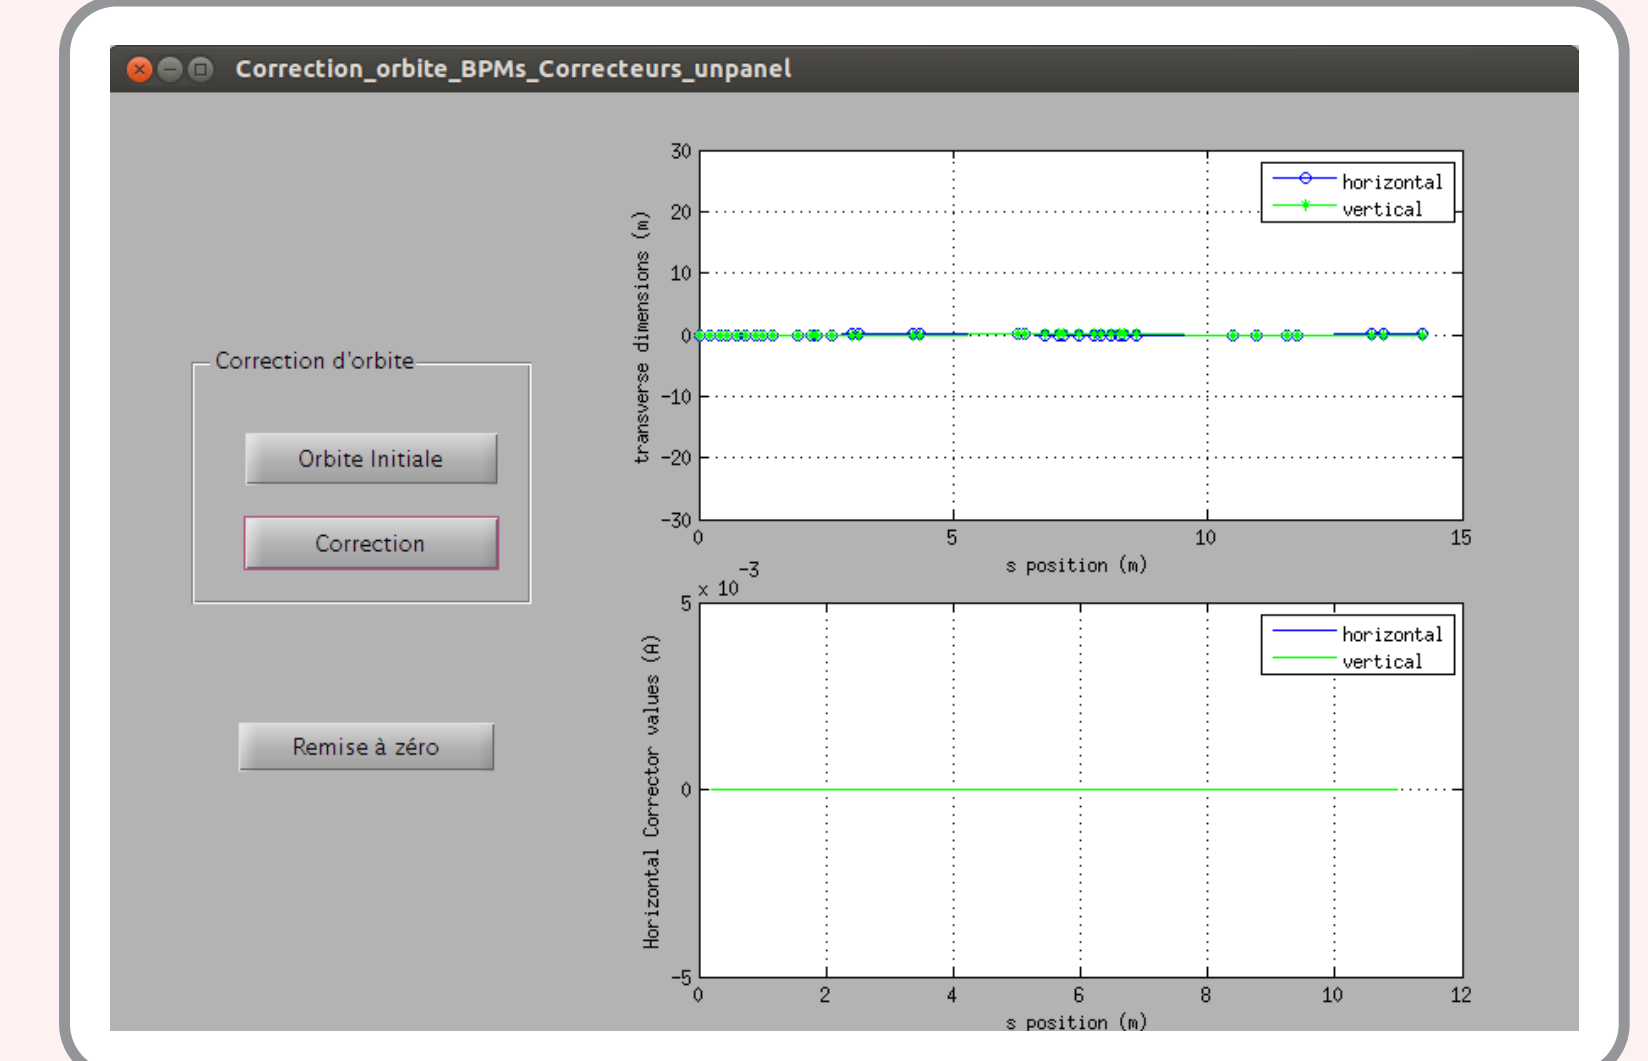 Correction_orbite_BPMs_Correcteurs_unpanel
Correction d'orbite
Orbite Initiale
Correction
Remise à zéro
transverse dimensions (m)
30
20
10
0
-10
-20
-30
horizontal
vertical
0 5 10 15
s position (m)
x 10
-3
Horizontal Corrector values (A)
5
0
-5
horizontal
vertical
0 2 4 6 8 10 12
s position (m)